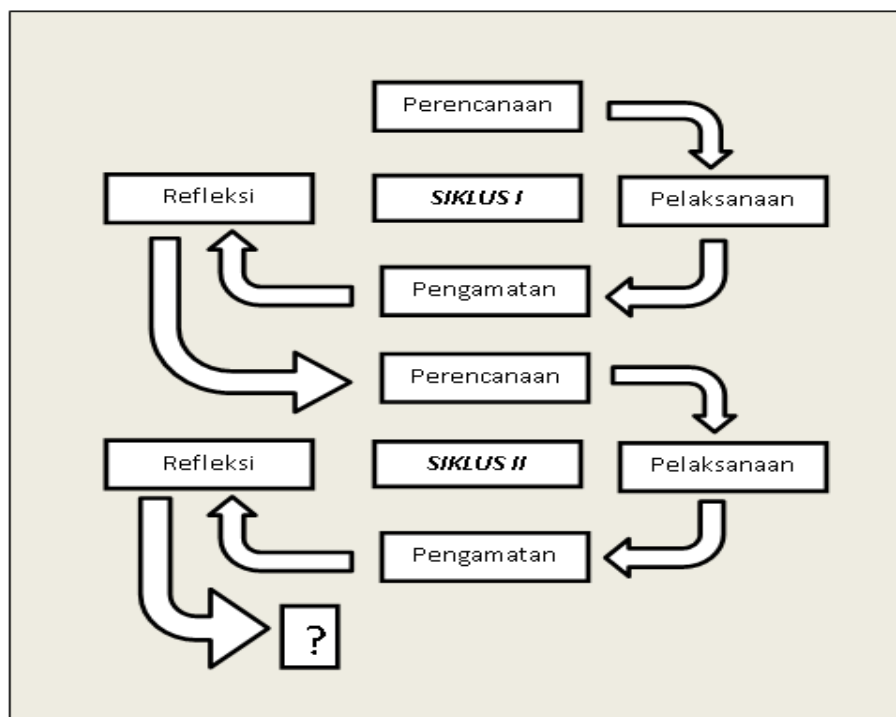 Perencanaan
Refleksi
SIKLUS I
Pelaksanaan
Pengamatan
Perencanaan
Refleksi
SIKLUS II
Pelaksanaan
Pengamatan
?